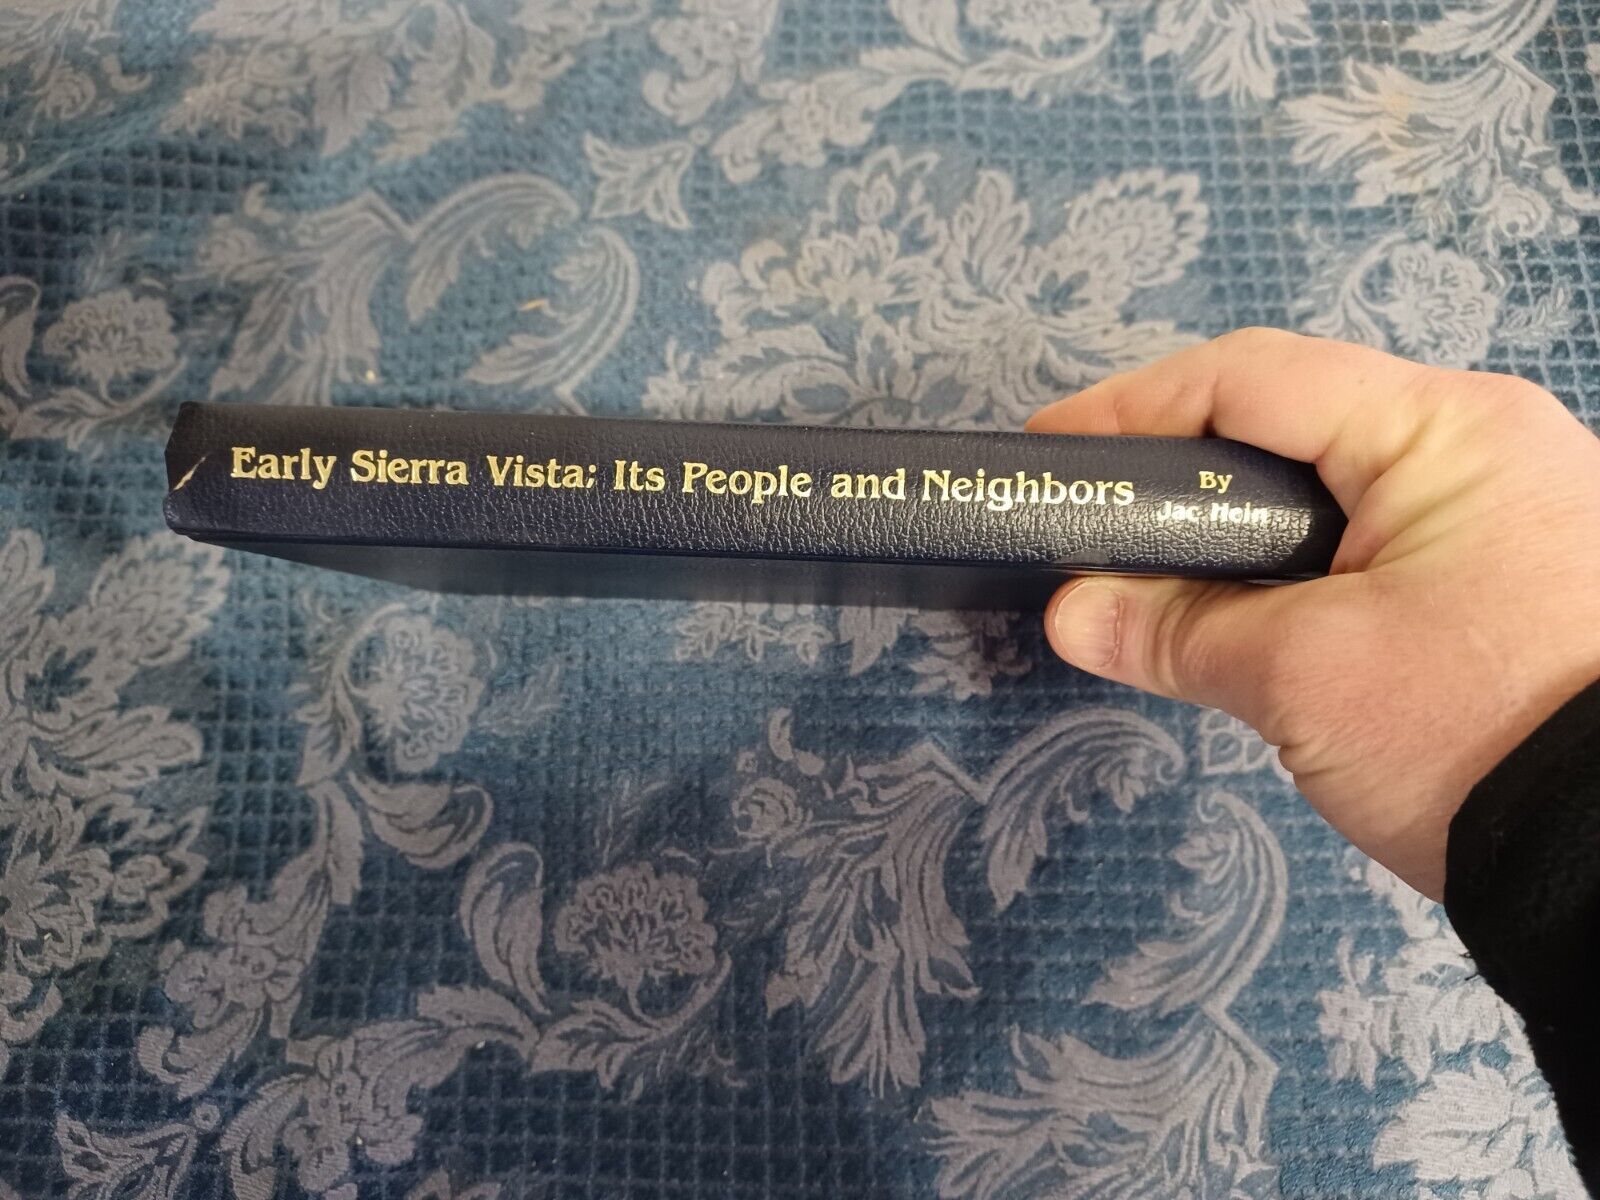 Early Sierra Vista: Its People and Neighbors
By
Jac Hein